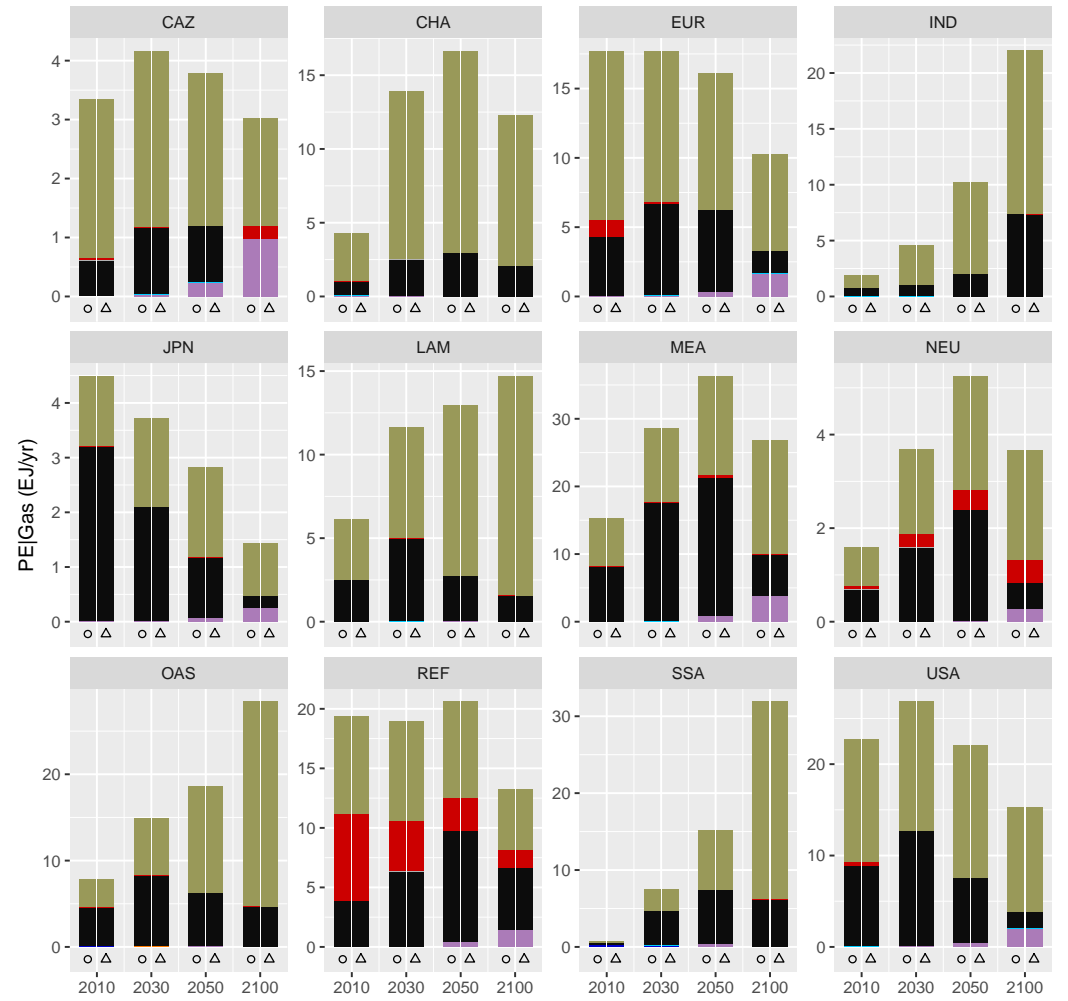 CAZ CHA EUR IND
4 3 2 1 0
15 10 5 0
15 10 5 0
20 15 10 5 0
JPN LAM MEA NEU
4 3 2 1 0
15 10 5 0
30 20 10 0
4 2 0
PE|Gas (EJ/yr)
OAS REF SSA USA
20 10 0
20 15 10 5 0
30 20 10 0
20 10 0
2010 2030 2050 2100 2010 2030 2050 2100 2010 2030 2050 2100 2010 2030 2050 2100